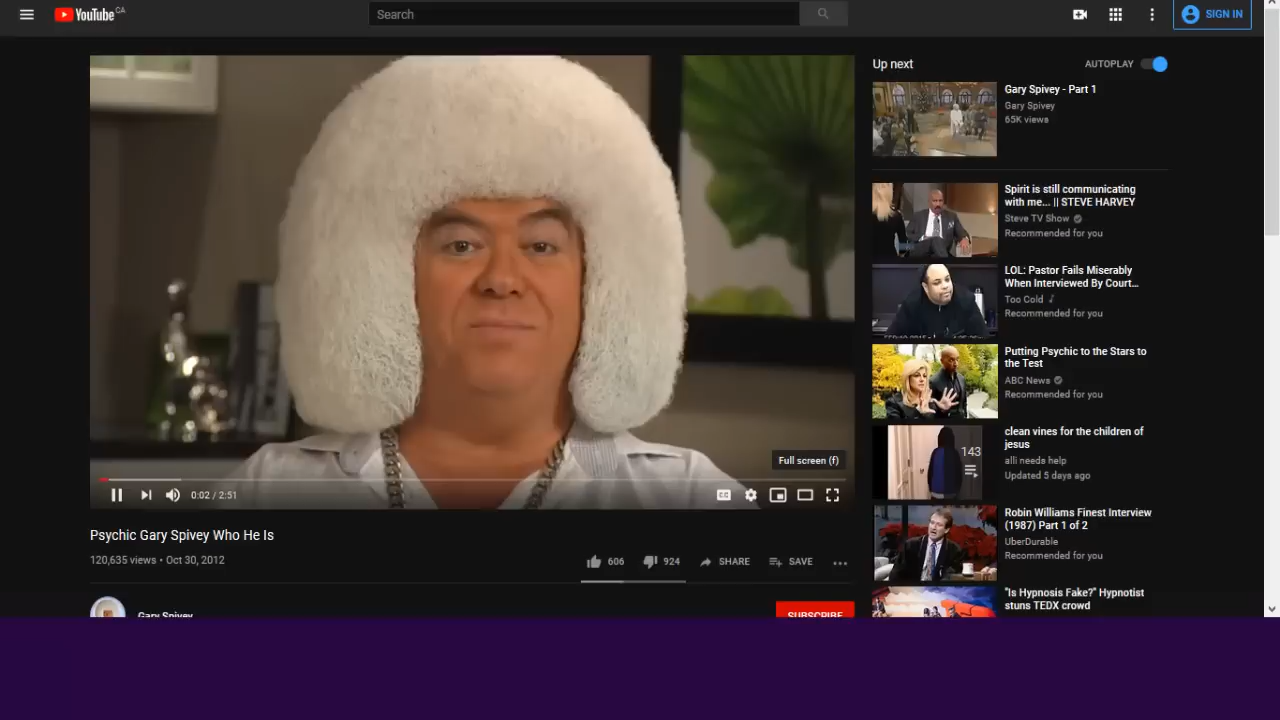 YouTube CA
Search
SIGN IN
Up next
AUTOPLAY
Gary Spivey - Part 1
Gary Spivey
65K views
Spirit is still communicating
with me... || STEVE HARVEY
Steve TV Show
Recommended for you
LOL: Pastor Fails Miserably
When Interviewed By Court...
Too Cold
Recommended for you
Putting Psychic to the Stars to
the Test
ABC News
Recommended for you
143
clean vines for the children of
jesus
alli needs help
Updated 5 days ago
Robin Williams Finest Interview
(1987) Part 1 of 2
UberDurable
Recommended for you
"Is Hypnosis Fake?" Hypnotist
stuns TEDX crowd
Full screen (f)
0:02 / 2:51
CC
Psychic Gary Spivey Who He Is
120,635 views • Oct 30, 2012
606
924
SHARE
SAVE
Gary Spivey
SUBSCRIBE